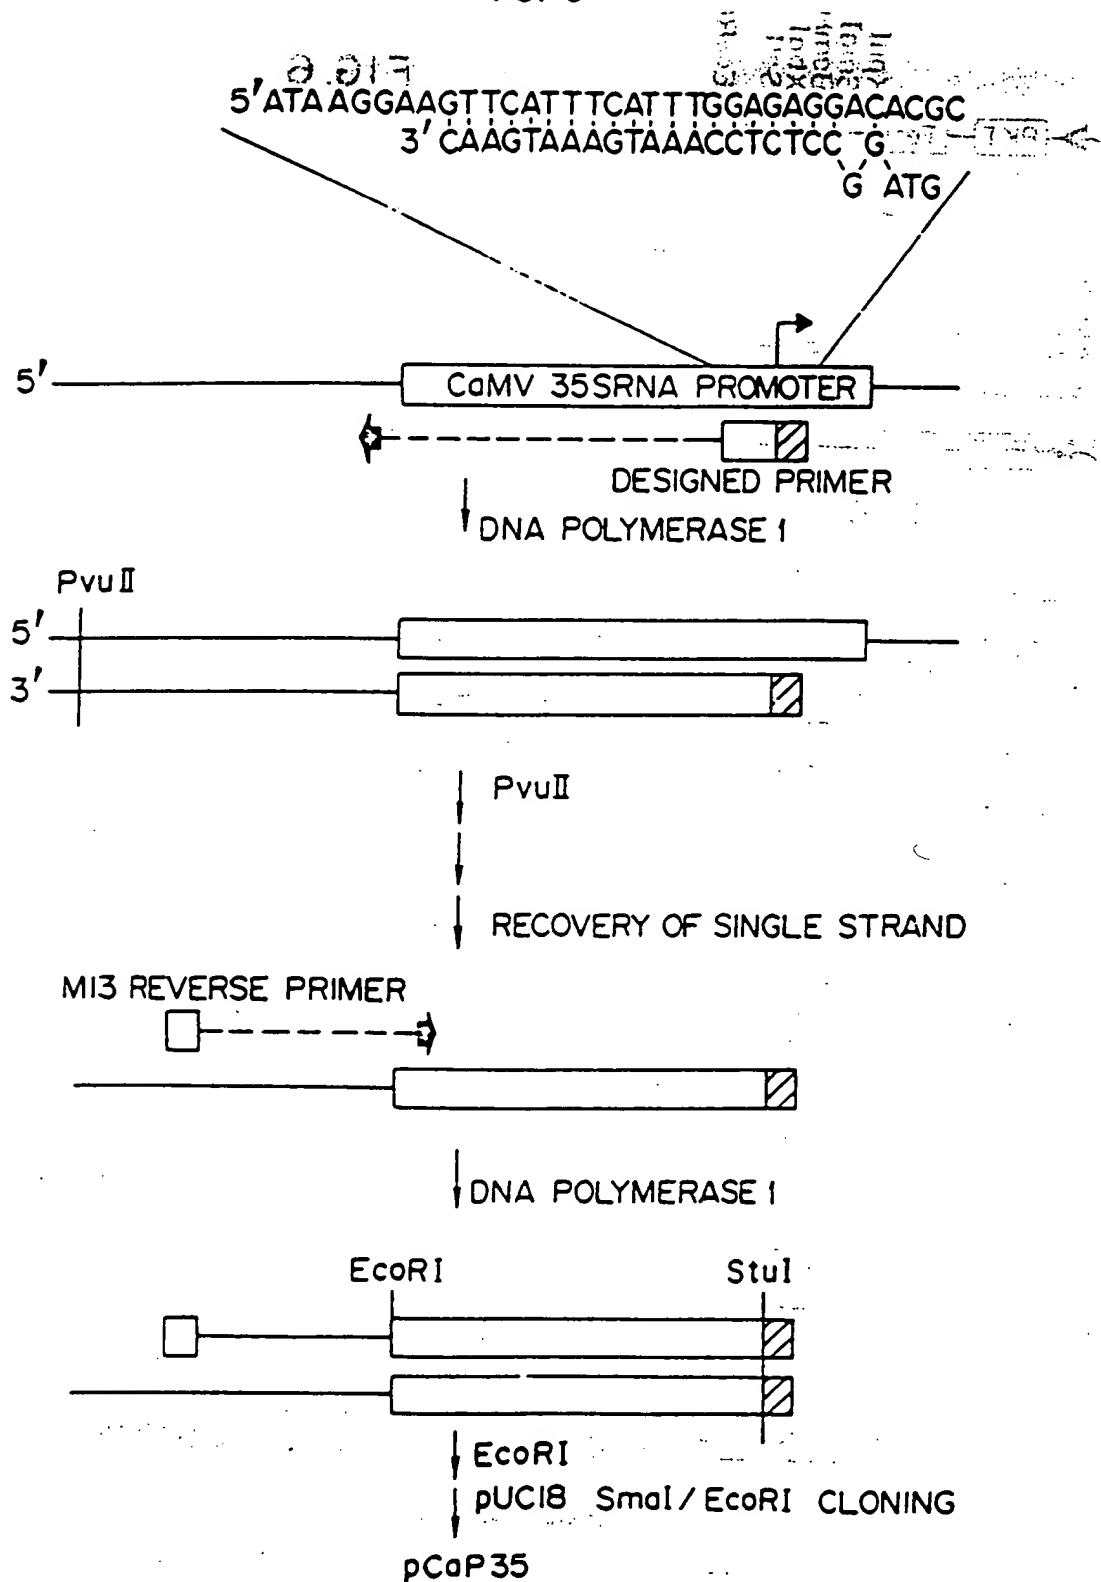 5'ATAAGGAAGTTCATTTCATTTGGAGAGGACACGC
3'CAAGTAAAGTAAACCTCTCC G
G ATG
5'
CaMV 35SRNA PROMOTER
DESIGNED PRIMER
DNA POLYMERASE 1
PvuII
5'
3'
PvuII
RECOVERY OF SINGLE STRAND
M13 REVERSE PRIMER
DNA POLYMERASE 1
EcoRI StuI
EcoRI
pUC18 SmaI/EcoRI CLONING
pCaP35